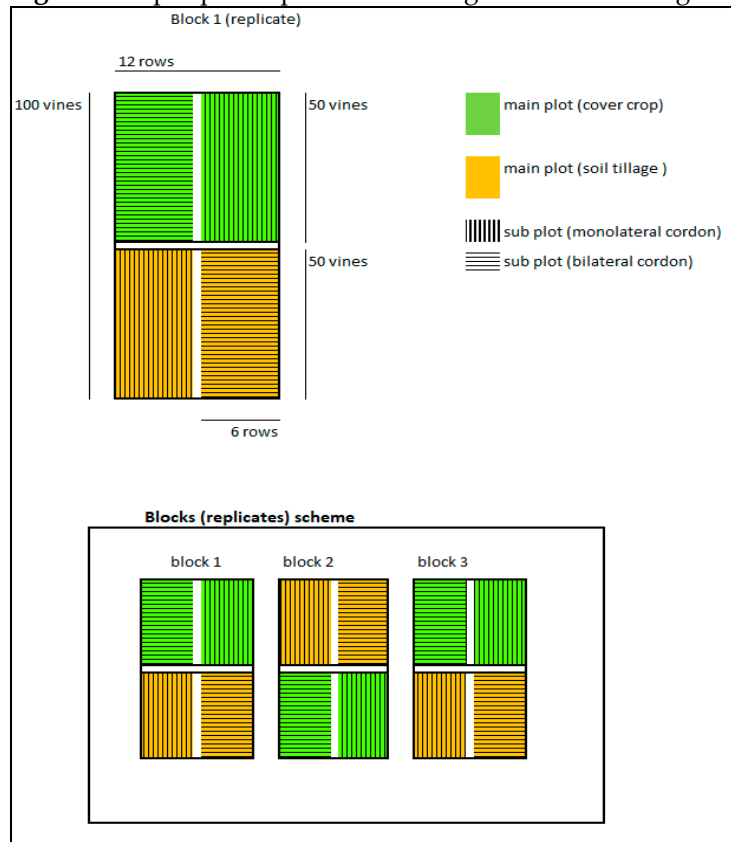 Block 1 (replicate)
12 rows
100 vines
50 vines
main plot (cover crop)
main plot (soil tillage )
sub plot (monolateral cordon)
50 vines
sub plot (bilateral cordon)
6 rows
Blocks (replicates) scheme
block 1
block 2
block 3